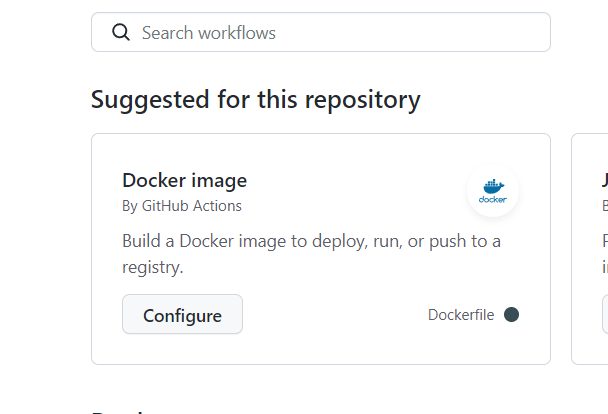 Search workflows
Suggested for this repository
Docker image
By GitHub Actions
docker
Build a Docker image to deploy, run, or push to a
registry.
Configure
Dockerfile